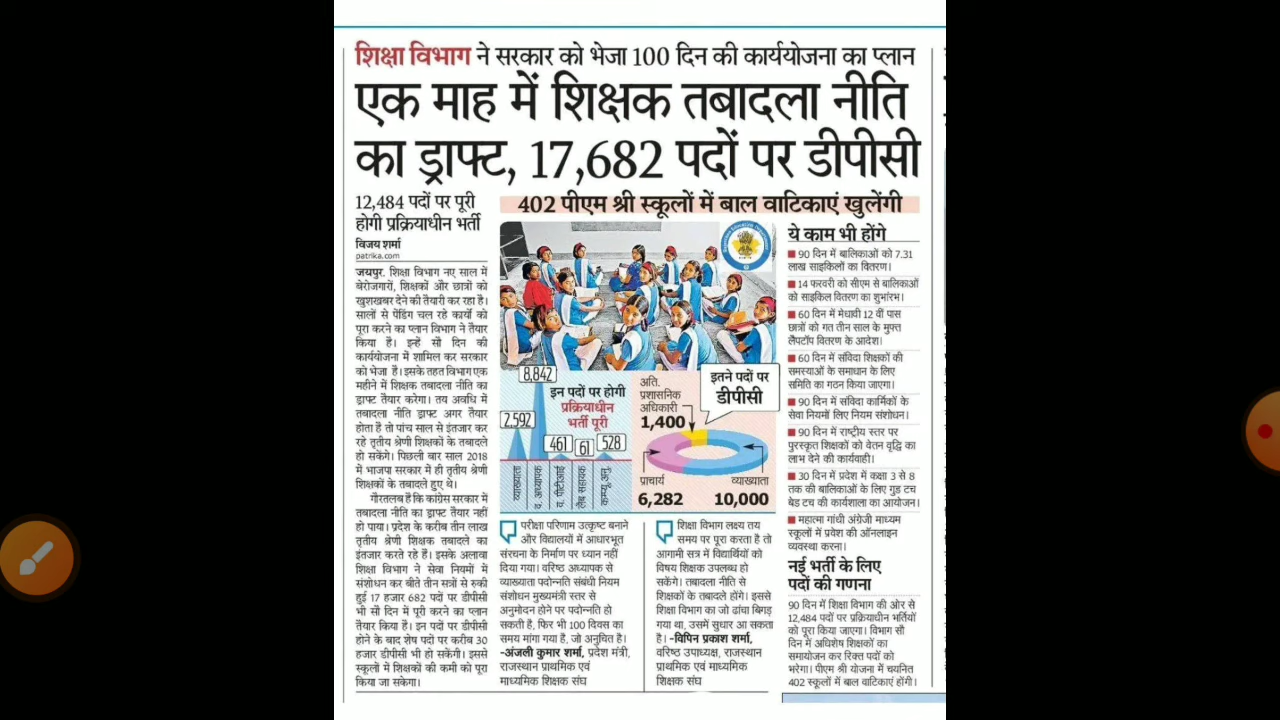 शिक्षा विभाग ने सरकार को भेजा 100 दिन की कार्ययोजना का प्लान
एक माह में शिक्षक तबादला नीति
का ड्राफ्ट, 17,682 पदों पर डीपीसी
12,484 पदों पर पूरी
होगी प्रक्रियाधीन भर्ती
विजय शर्मा
patrika.com
जयपुर. शिक्षा विभाग नए साल में
बेरोजगारों, शिक्षकों और छात्रों को
खुशखबर देने की तैयारी कर रहा है।
सालों से पेंडिंग चल रहे कार्यों को
पूरा करने का प्लान विभाग ने तैयार
किया है। इन्हें सौ दिन की
कार्ययोजना में शामिल कर सरकार
को भेजा है। इसके तहत विभाग एक
महीने में शिक्षक तबादला नीति का
ड्राफ्ट तैयार करेगा। तय अवधि में
तबादला नीति ड्राफ्ट अगर तैयार
होता है तो पांच साल से इंतजार कर
रहे तृतीय श्रेणी शिक्षकों के तबादले
हो सकेंगे। पिछली बार साल 2018
में भाजपा सरकार में ही तृतीय श्रेणी
शिक्षकों के तबादले हुए थे।
गौरतलब है कि कांग्रेस सरकार में
तबादला नीति का ड्राफ्ट तैयार नहीं
हो पाया। प्रदेश के करीब तीन लाख
तृतीय श्रेणी शिक्षक तबादले का
इंतजार करते रहे हैं। इसके अलावा
शिक्षा विभाग ने सेवा नियमों में
संशोधन कर बीते तीन सत्रों से रुकी
हुई 17 हजार 682 पदों पर डीपीसी
भी सौ दिन में पूरी करने का प्लान
तैयार किया है। इन पदों पर डीपीसी
होने के बाद शेष पदों पर करीब 30
हजार डीपीसी भी हो सकेंगी। इससे
स्कूलों में शिक्षकों की कमी को पूरा
किया जा सकेगा।
402 पीएम श्री स्कूलों में बाल वाटिकाएं खुलेंगी
8,842
2,592
461
61
528
इन पदों पर होगी
प्रक्रियाधीन
भर्ती पूरी
व्याख्याता
व. अध्यापक
व. पीटीआई
लैब सहायक
कम्प्यू. अनु.
इतने पदों पर
डीपीसी
अति.
प्रशासनिक
अधिकारी
1,400
प्राचार्य
6,282
व्याख्याता
10,000
परीक्षा परिणाम उत्कृष्ट बनाने
और विद्यालयों में आधारभूत
संरचना के निर्माण पर ध्यान नहीं
दिया गया। वरिष्ठ अध्यापक से
व्याख्याता पदोन्नति संबंधी नियम
संशोधन मुख्यमंत्री स्तर से
अनुमोदन होने पर पदोन्नति हो
सकती है, फिर भी 100 दिवस का
समय मांगा गया है, जो अनुचित है।
-अंजली कुमार शर्मा, प्रदेश मंत्री,
राजस्थान प्राथमिक एवं
माध्यमिक शिक्षक संघ
शिक्षा विभाग लक्ष्य तय
समय पर पूरा करता है तो
आगामी सत्र में विद्यार्थियों को
विषय शिक्षक उपलब्ध हो
सकेंगे। तबादला नीति से
शिक्षकों के तबादले होंगे। इससे
शिक्षा विभाग का जो ढांचा बिगड़
गया था, उसमें सुधार आ सकता
है। -विपिन प्रकाश शर्मा,
वरिष्ठ उपाध्यक्ष, राजस्थान
प्राथमिक एवं माध्यमिक
शिक्षक संघ
ये काम भी होंगे
90 दिन में बालिकाओं को 7.31
लाख साइकिलों का वितरण।
14 फरवरी को सीएम से बालिकाओं
को साइकिल वितरण का शुभारंभ।
60 दिन में मेधावी 12 वीं पास
छात्रों को गत तीन साल के मुफ्त
लैपटॉप वितरण के आदेश।
60 दिन में संविदा शिक्षकों की
समस्याओं के समाधान के लिए
समिति का गठन किया जाएगा।
90 दिन में संविदा कार्मिकों के
सेवा नियमों लिए नियम संशोधन।
90 दिन में राष्ट्रीय स्तर पर
पुरस्कृत शिक्षकों को वेतन वृद्धि का
लाभ देने की कार्यवाही।
30 दिन में प्रदेश में कक्षा 3 से 8
तक की बालिकाओं के लिए गुड टच
बेड टच की कार्यशाला का आयोजन।
महात्मा गांधी अंग्रेजी माध्यम
स्कूलों में प्रवेश की ऑनलाइन
व्यवस्था करना।
नई भर्ती के लिए
पदों की गणना
90 दिन में शिक्षा विभाग की ओर से
12,484 पदों पर प्रक्रियाधीन भर्तियों
को पूरा किया जाएगा। विभाग सौ
दिन में अधिशेष शिक्षकों का
समायोजन कर रिक्त पदों को
भरेगा। पीएम श्री योजना में चयनित
402 स्कूलों में बाल वाटिकाएं होंगी।